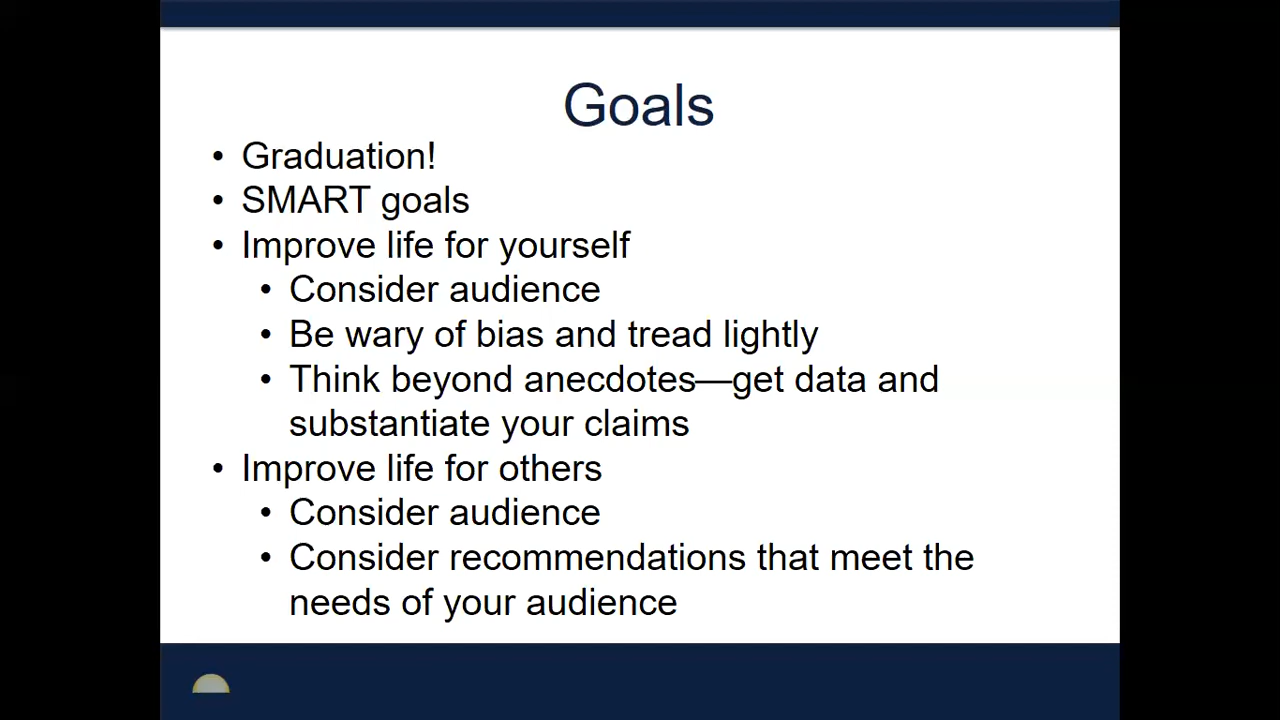 Goals
• Graduation!
• SMART goals
• Improve life for yourself
• Consider audience
• Be wary of bias and tread lightly
• Think beyond anecdotes—get data and
substantiate your claims
• Improve life for others
• Consider audience
• Consider recommendations that meet the
needs of your audience